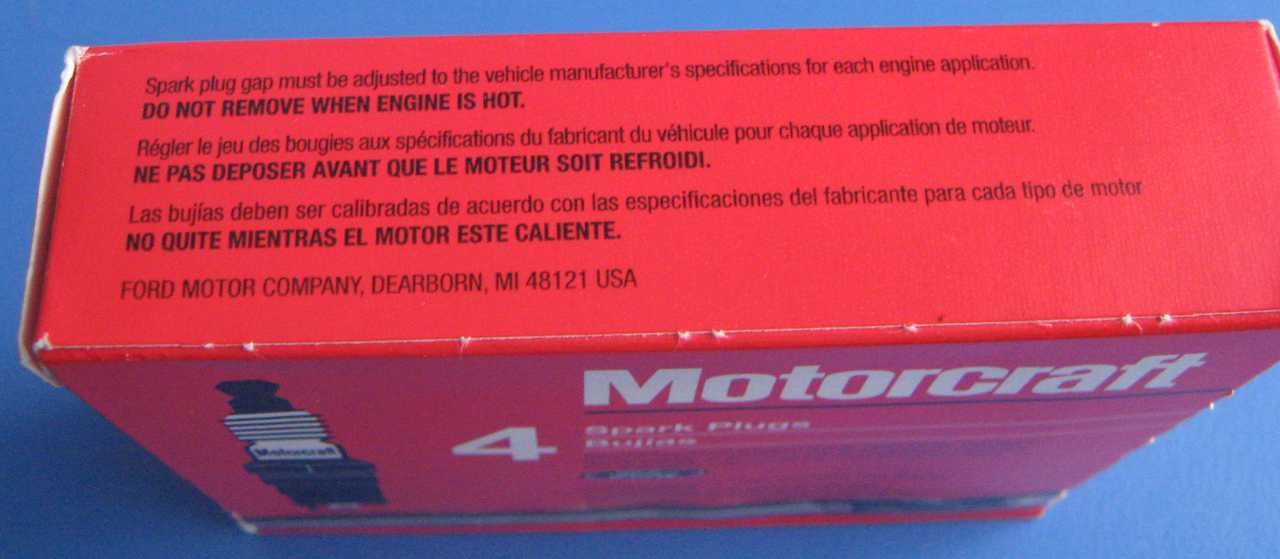 Spark plug gap must be adjusted to the vehicle manufacturer's specifications for each engine application.
DO NOT REMOVE WHEN ENGINE IS HOT.
Régler le jeu des bougies aux spécifications du fabricant du véhicule pour chaque application de moteur.
NE PAS DEPOSER AVANT QUE LE MOTEUR SOIT REFROIDI.
Las bujías deben ser calibradas de acuerdo con las especificaciones del fabricante para cada tipo de motor
NO QUITE MIENTRAS EL MOTOR ESTE CALIENTE.
FORD MOTOR COMPANY, DEARBORN, MI 48121 USA
Motorcraft
4
Spark Plugs
Bujías
Motorcraft